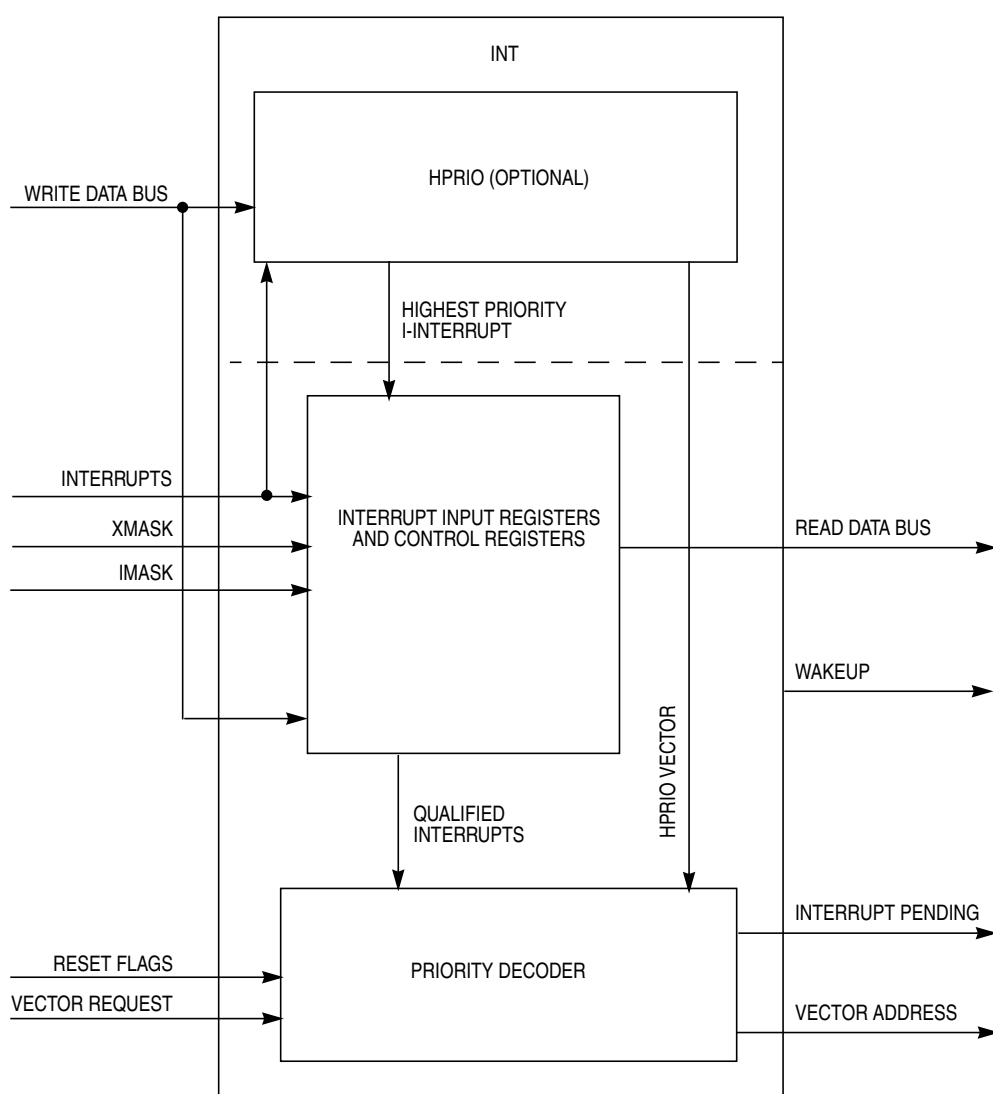 INT
HPRIO (OPTIONAL)
WRITE DATA BUS
HIGHEST PRIORITY
I-INTERRUPT
INTERRUPTS
XMASK
IMASK
INTERRUPT INPUT REGISTERS
AND CONTROL REGISTERS
READ DATA BUS
WAKEUP
HPRIO VECTOR
QUALIFIED
INTERRUPTS
INTERRUPT PENDING
RESET FLAGS
PRIORITY DECODER
VECTOR REQUEST
VECTOR ADDRESS